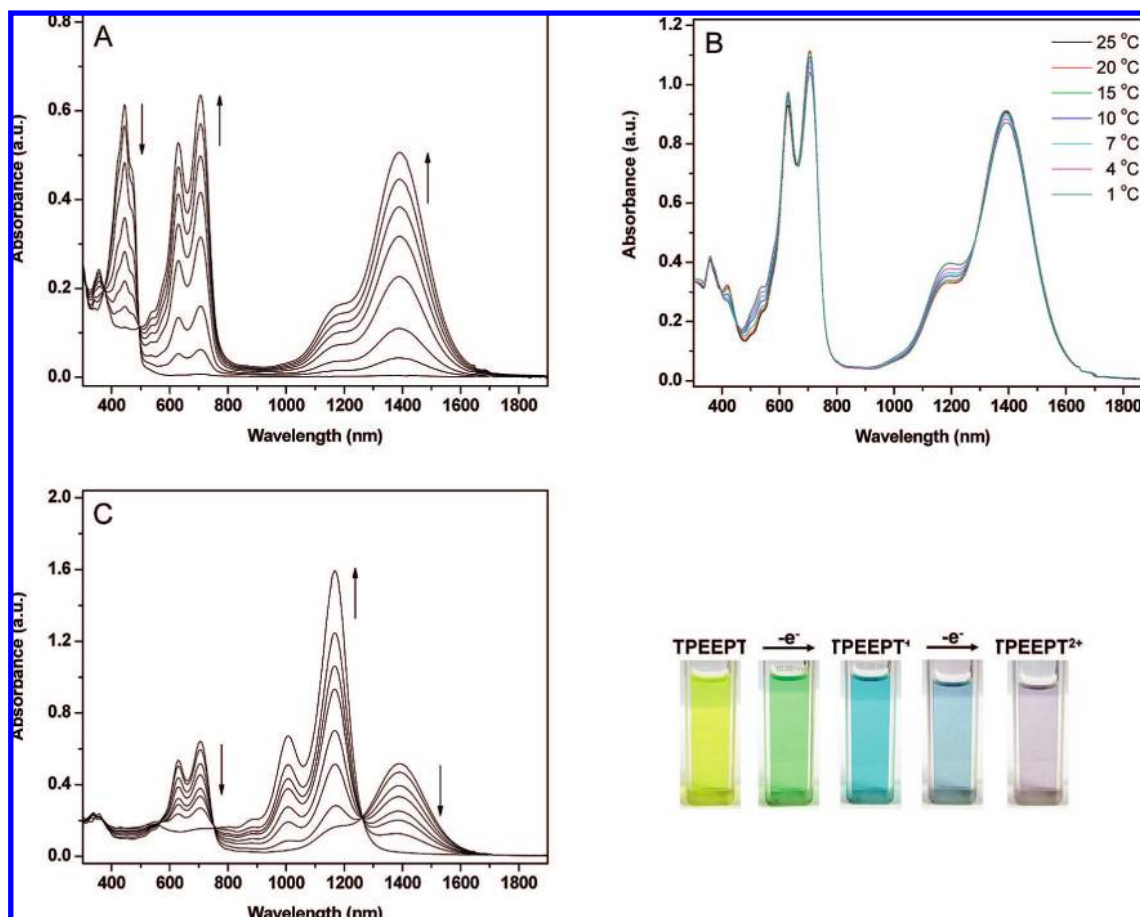 A
Absorbance (a.u.)
0.8
0.6
0.4
0.2
0.0
400 600 800 1000 1200 1400 1600 1800
Wavelength (nm)
B
Absorbance (a.u.)
1.2
1.0
0.8
0.6
0.4
0.2
0.0
400 600 800 1000 1200 1400 1600 1800
Wavelength (nm)
25 °C
20 °C
15 °C
10 °C
7 °C
4 °C
1 °C
C
Absorbance (a.u.)
2.0
1.6
1.2
0.8
0.4
0.0
400 600 800 1000 1200 1400 1600 1800
Wavelength (nm)
TPEEPT -e⁻ TPEEPT⁺ -e⁻ TPEEPT²⁺